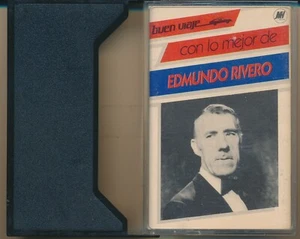 buen viaje
con lo mejor de
EDMUNDO RIVERO